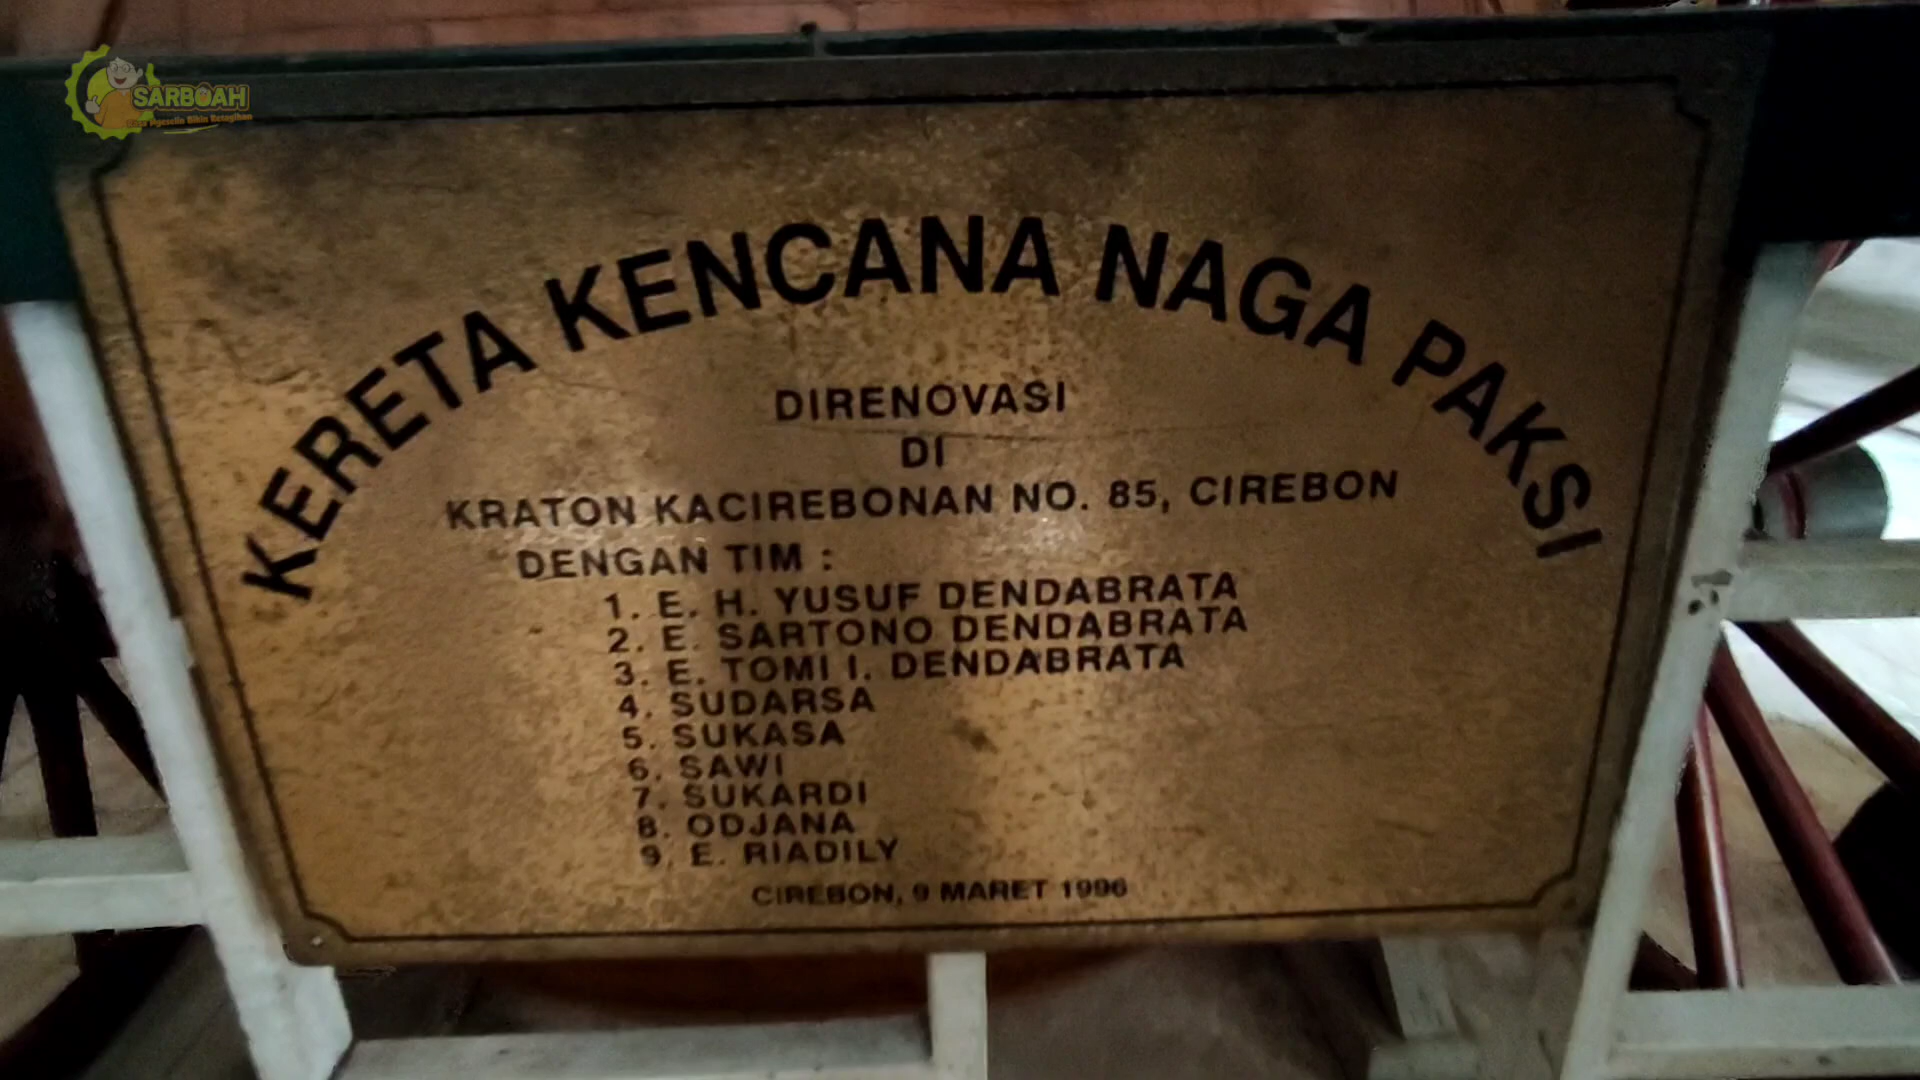 SARBOAH
KERETA KENCANA NAGA PAKSI
DIRENOVASI
DI
KRATON KACIREBONAN NO. 85, CIREBON
DENGAN TIM :
1. E. H. YUSUF DENDABRATA
2. E. SARTONO DENDABRATA
3. E. TOMI I. DENDABRATA
4. SUDARSA
5. SUKASA
6. SAWI
7. SUKARDI
8. ODJANA
9. E. RIADILY
CIREBON, 9 MARET 1996